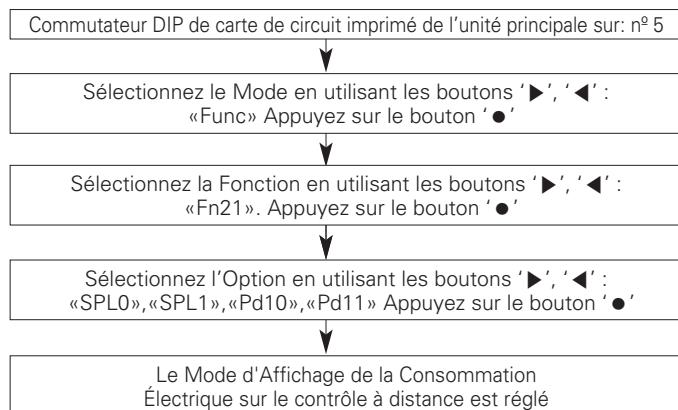 Commutateur DIP de carte de circuit imprimé de l'unité principale sur: nº 5
Sélectionnez le Mode en utilisant les boutons ‘▶’, ‘◀’ :
«Func» Appuyez sur le bouton ‘●’
Sélectionnez la Fonction en utilisant les boutons ‘▶’, ‘◀’ :
«Fn21». Appuyez sur le bouton ‘●’
Sélectionnez l'Option en utilisant les boutons ‘▶’, ‘◀’ :
«SPL0»,«SPL1»,«Pd10»,«Pd11» Appuyez sur le bouton ‘●’
Le Mode d'Affichage de la Consommation
Électrique sur le contrôle à distance est réglé